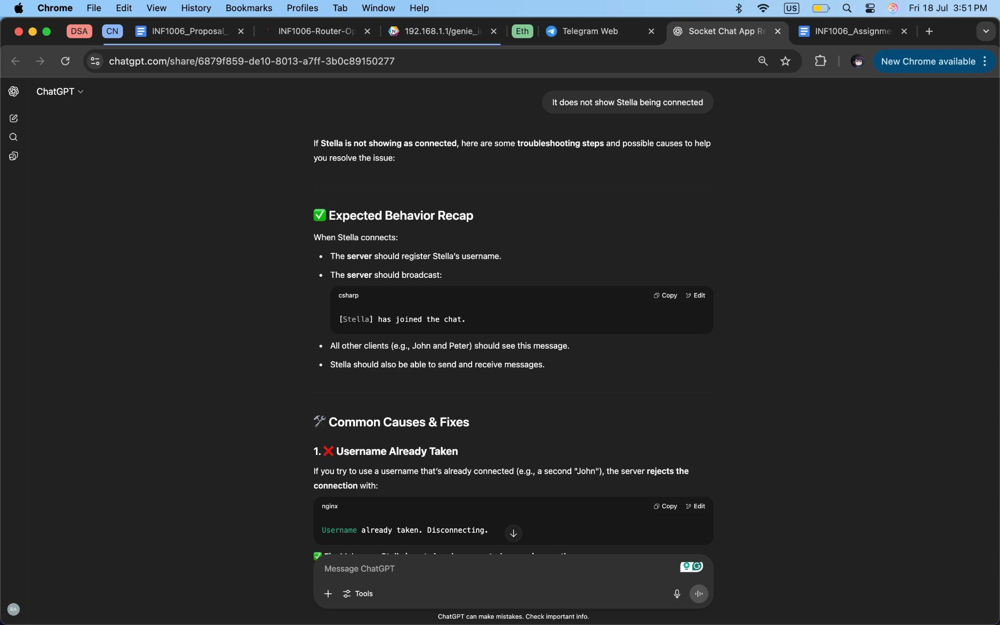 Chrome File Edit View History Bookmarks Profiles Tab Window Help US Fri 18 Jul 3:51 PM
DSA CN INF1006_Proposal_ INF1006-Router-Op 192.168.1.1/genie_i Eth Telegram Web Socket Chat App Re INF1006_Assignme
chatgpt.com/share/6879f859-de10-8013-a7ff-3b0c89150277 New Chrome available
ChatGPT
It does not show Stella being connected
If Stella is not showing as connected, here are some troubleshooting steps and possible causes to help
you resolve the issue:
✅ Expected Behavior Recap
When Stella connects:
• The server should register Stella's username.
• The server should broadcast:
csharp Copy Edit
[Stella] has joined the chat.
• All other clients (e.g., John and Peter) should see this message.
• Stella should also be able to send and receive messages.
🛠 Common Causes & Fixes
1. ❌ Username Already Taken
If you try to use a username that's already connected (e.g., a second "John"), the server rejects the
connection with:
nginx Copy Edit
Username already taken. Disconnecting.
Message ChatGPT
Tools
RA
ChatGPT can make mistakes. Check important info.